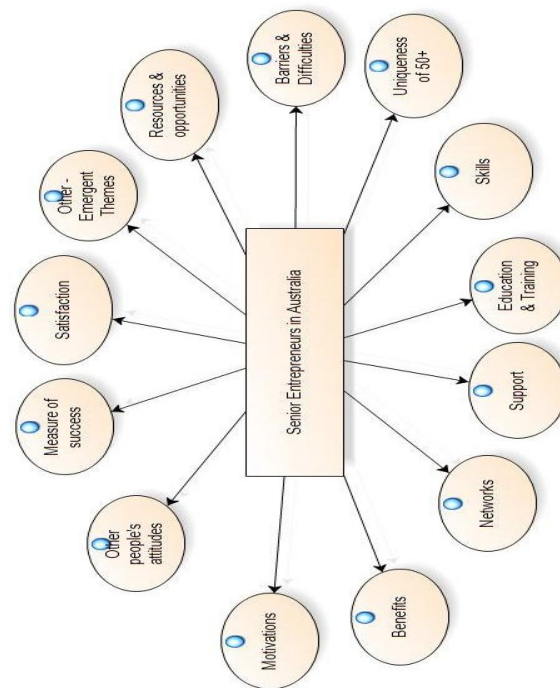 Measure of
success
Satisfaction
Other -
Emergent
Themes
Other
people's
attitudes
Resources &
opportunities
Motivations
Senior Entrepreneurs in Australia
Barriers &
Difficulties
Benefits
Uniqueness
of 50+
Networks
Support
Education
& Training
Skills